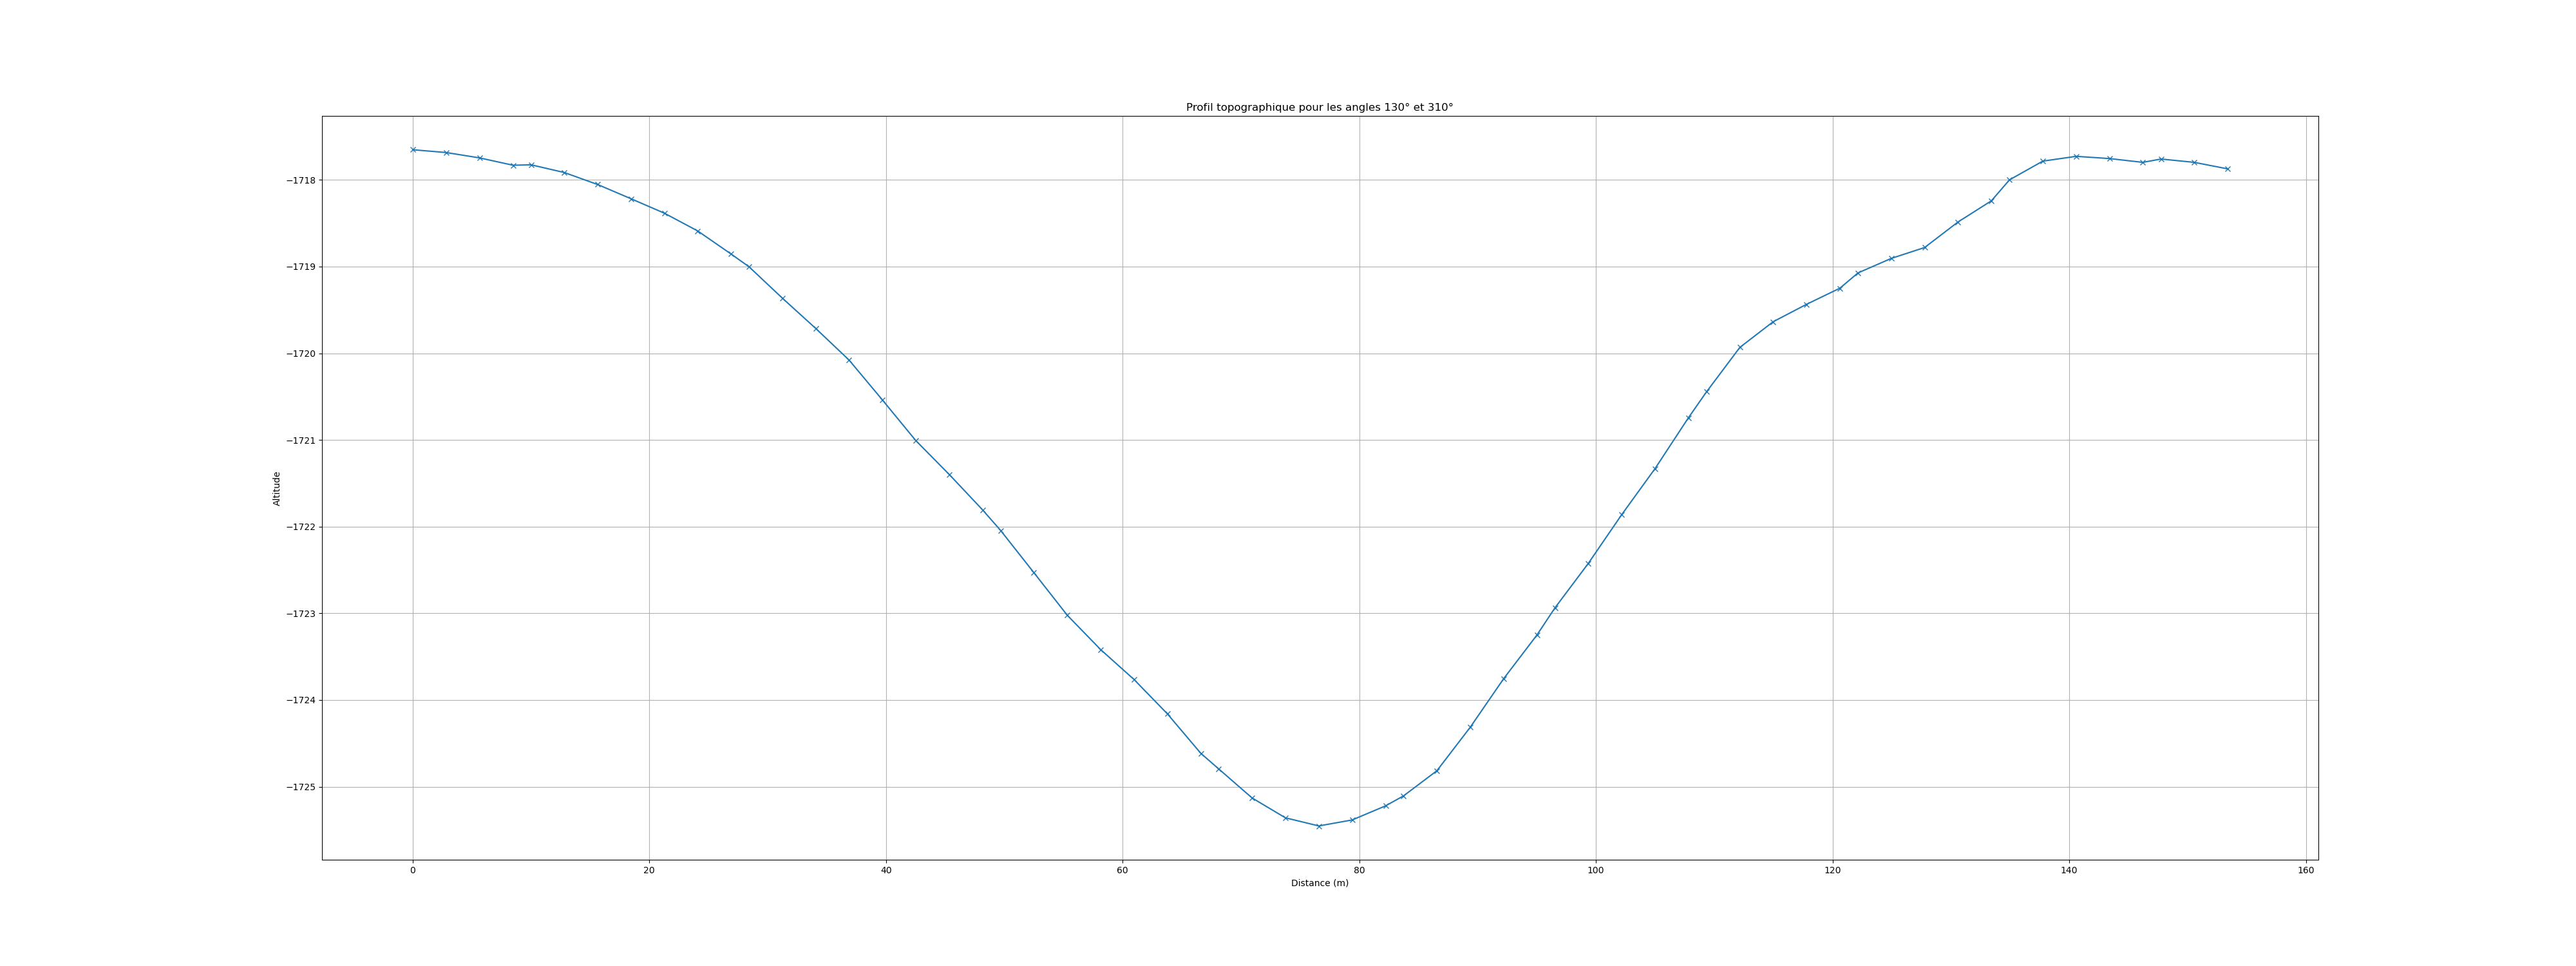 Profil topographique pour les angles 130° et 310°
Altitude
−1718
−1719
−1720
−1721
−1722
−1723
−1724
−1725
0 20 40 60 80 100 120 140 160
Distance (m)